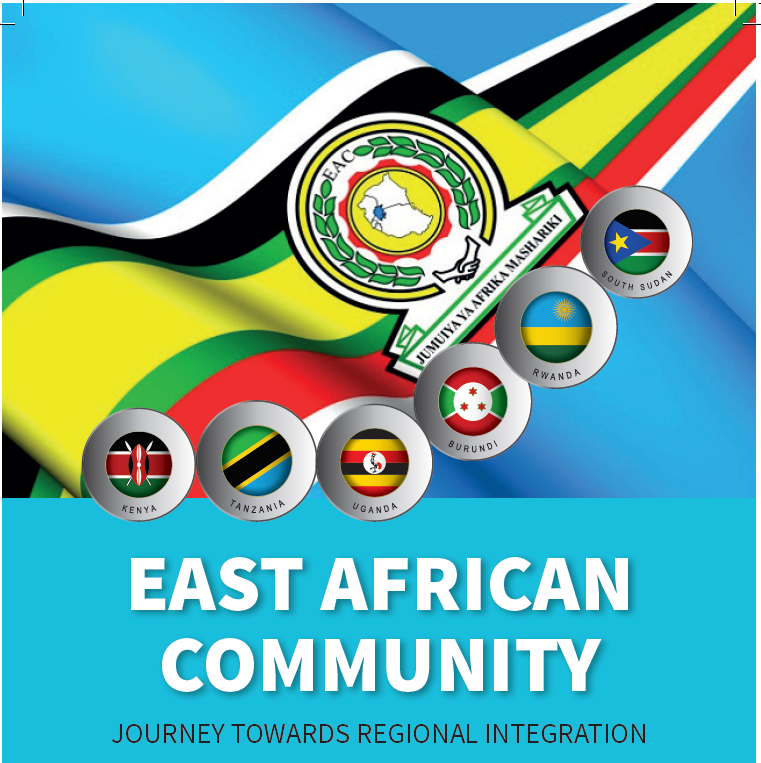 EAC
JUMUIYA YA AFRIKA MASHARIKI
SOUTH SUDAN
RWANDA
BURUNDI
KENYA
TANZANIA
UGANDA
EAST AFRICAN
COMMUNITY
JOURNEY TOWARDS REGIONAL INTEGRATION